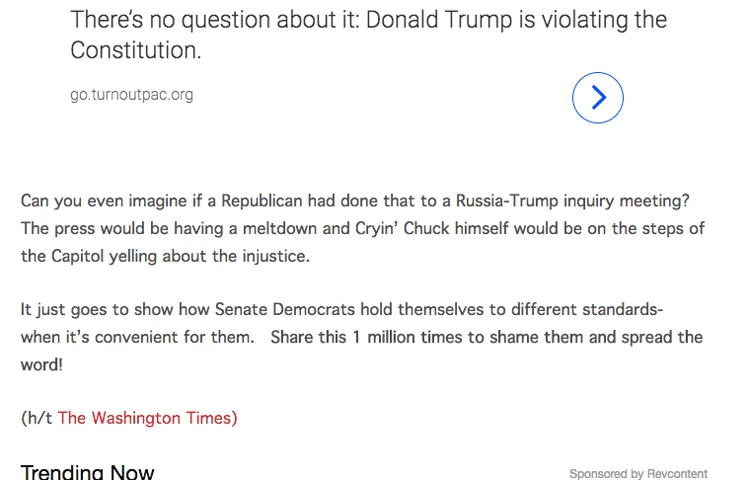 There's no question about it: Donald Trump is violating the
Constitution.
go.turnoutpac.org
Can you even imagine if a Republican had done that to a Russia-Trump inquiry meeting?
The press would be having a meltdown and Cryin' Chuck himself would be on the steps of
the Capitol yelling about the injustice.
It just goes to show how Senate Democrats hold themselves to different standards-
when it's convenient for them. Share this 1 million times to shame them and spread the
word!
(h/t The Washington Times)
Trending Now
Sponsored by Revcontent